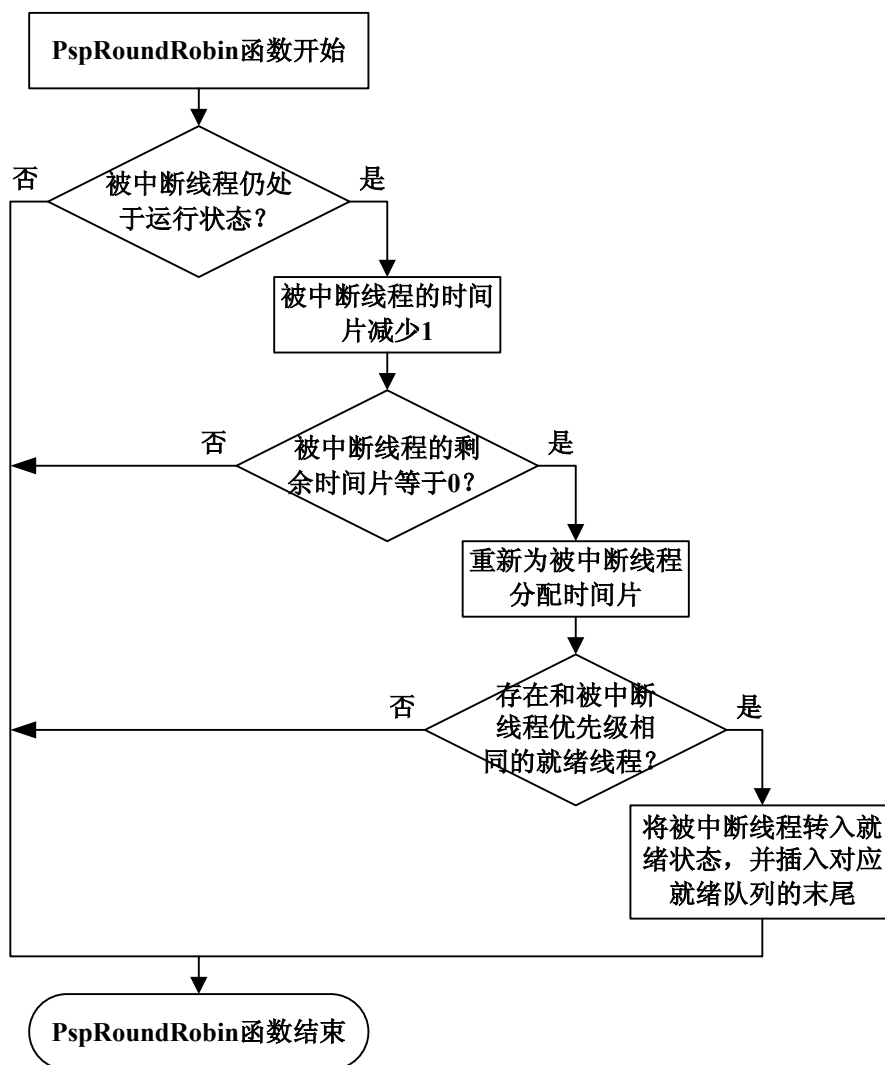 PspRoundRobin函数开始
否
是
被中断线程仍处
于运行状态？
被中断线程的时间
片减少1
否
是
被中断线程的剩
余时间片等于0？
重新为被中断线程
分配时间片
否
是
存在和被中断
线程优先级相
同的就绪线程？
将被中断线程转入就
绪状态，并插入对应
就绪队列的末尾
PspRoundRobin函数结束